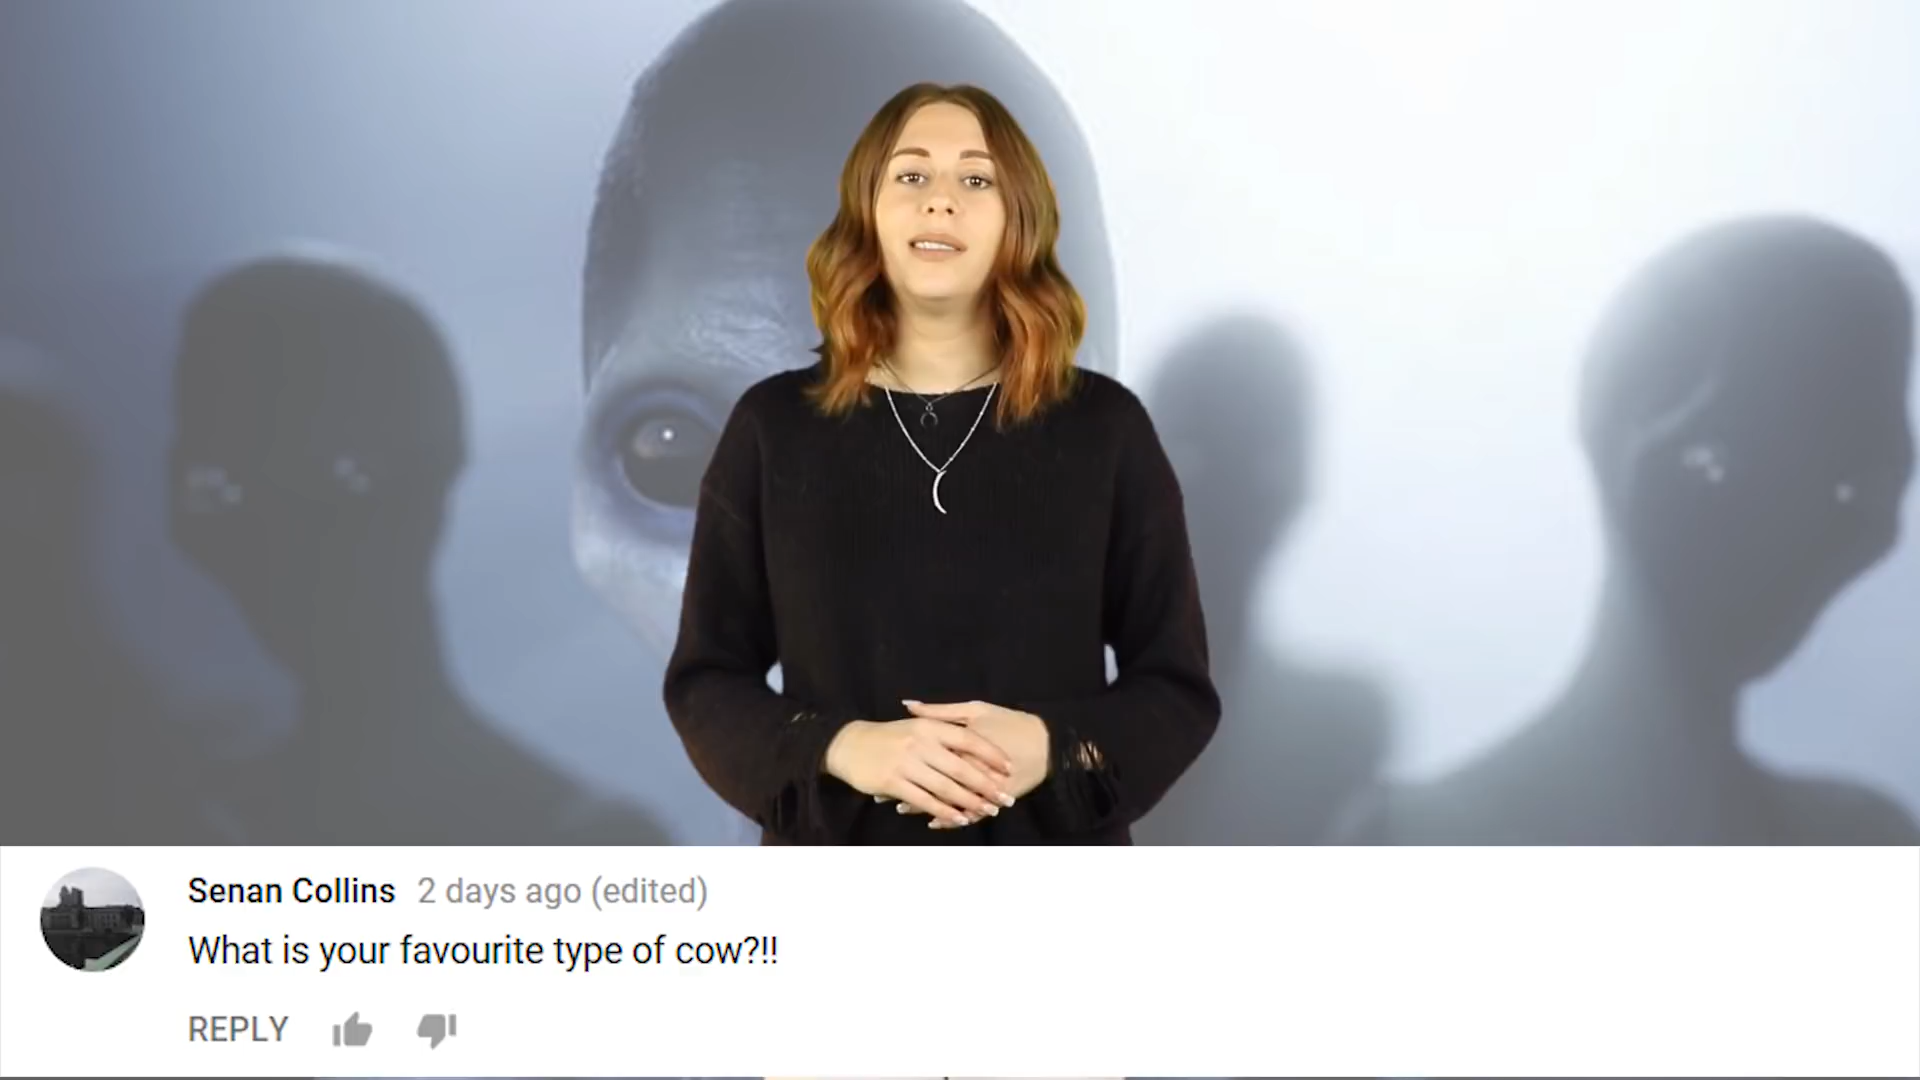 Senan Collins 2 days ago (edited)
What is your favourite type of cow?!!
REPLY